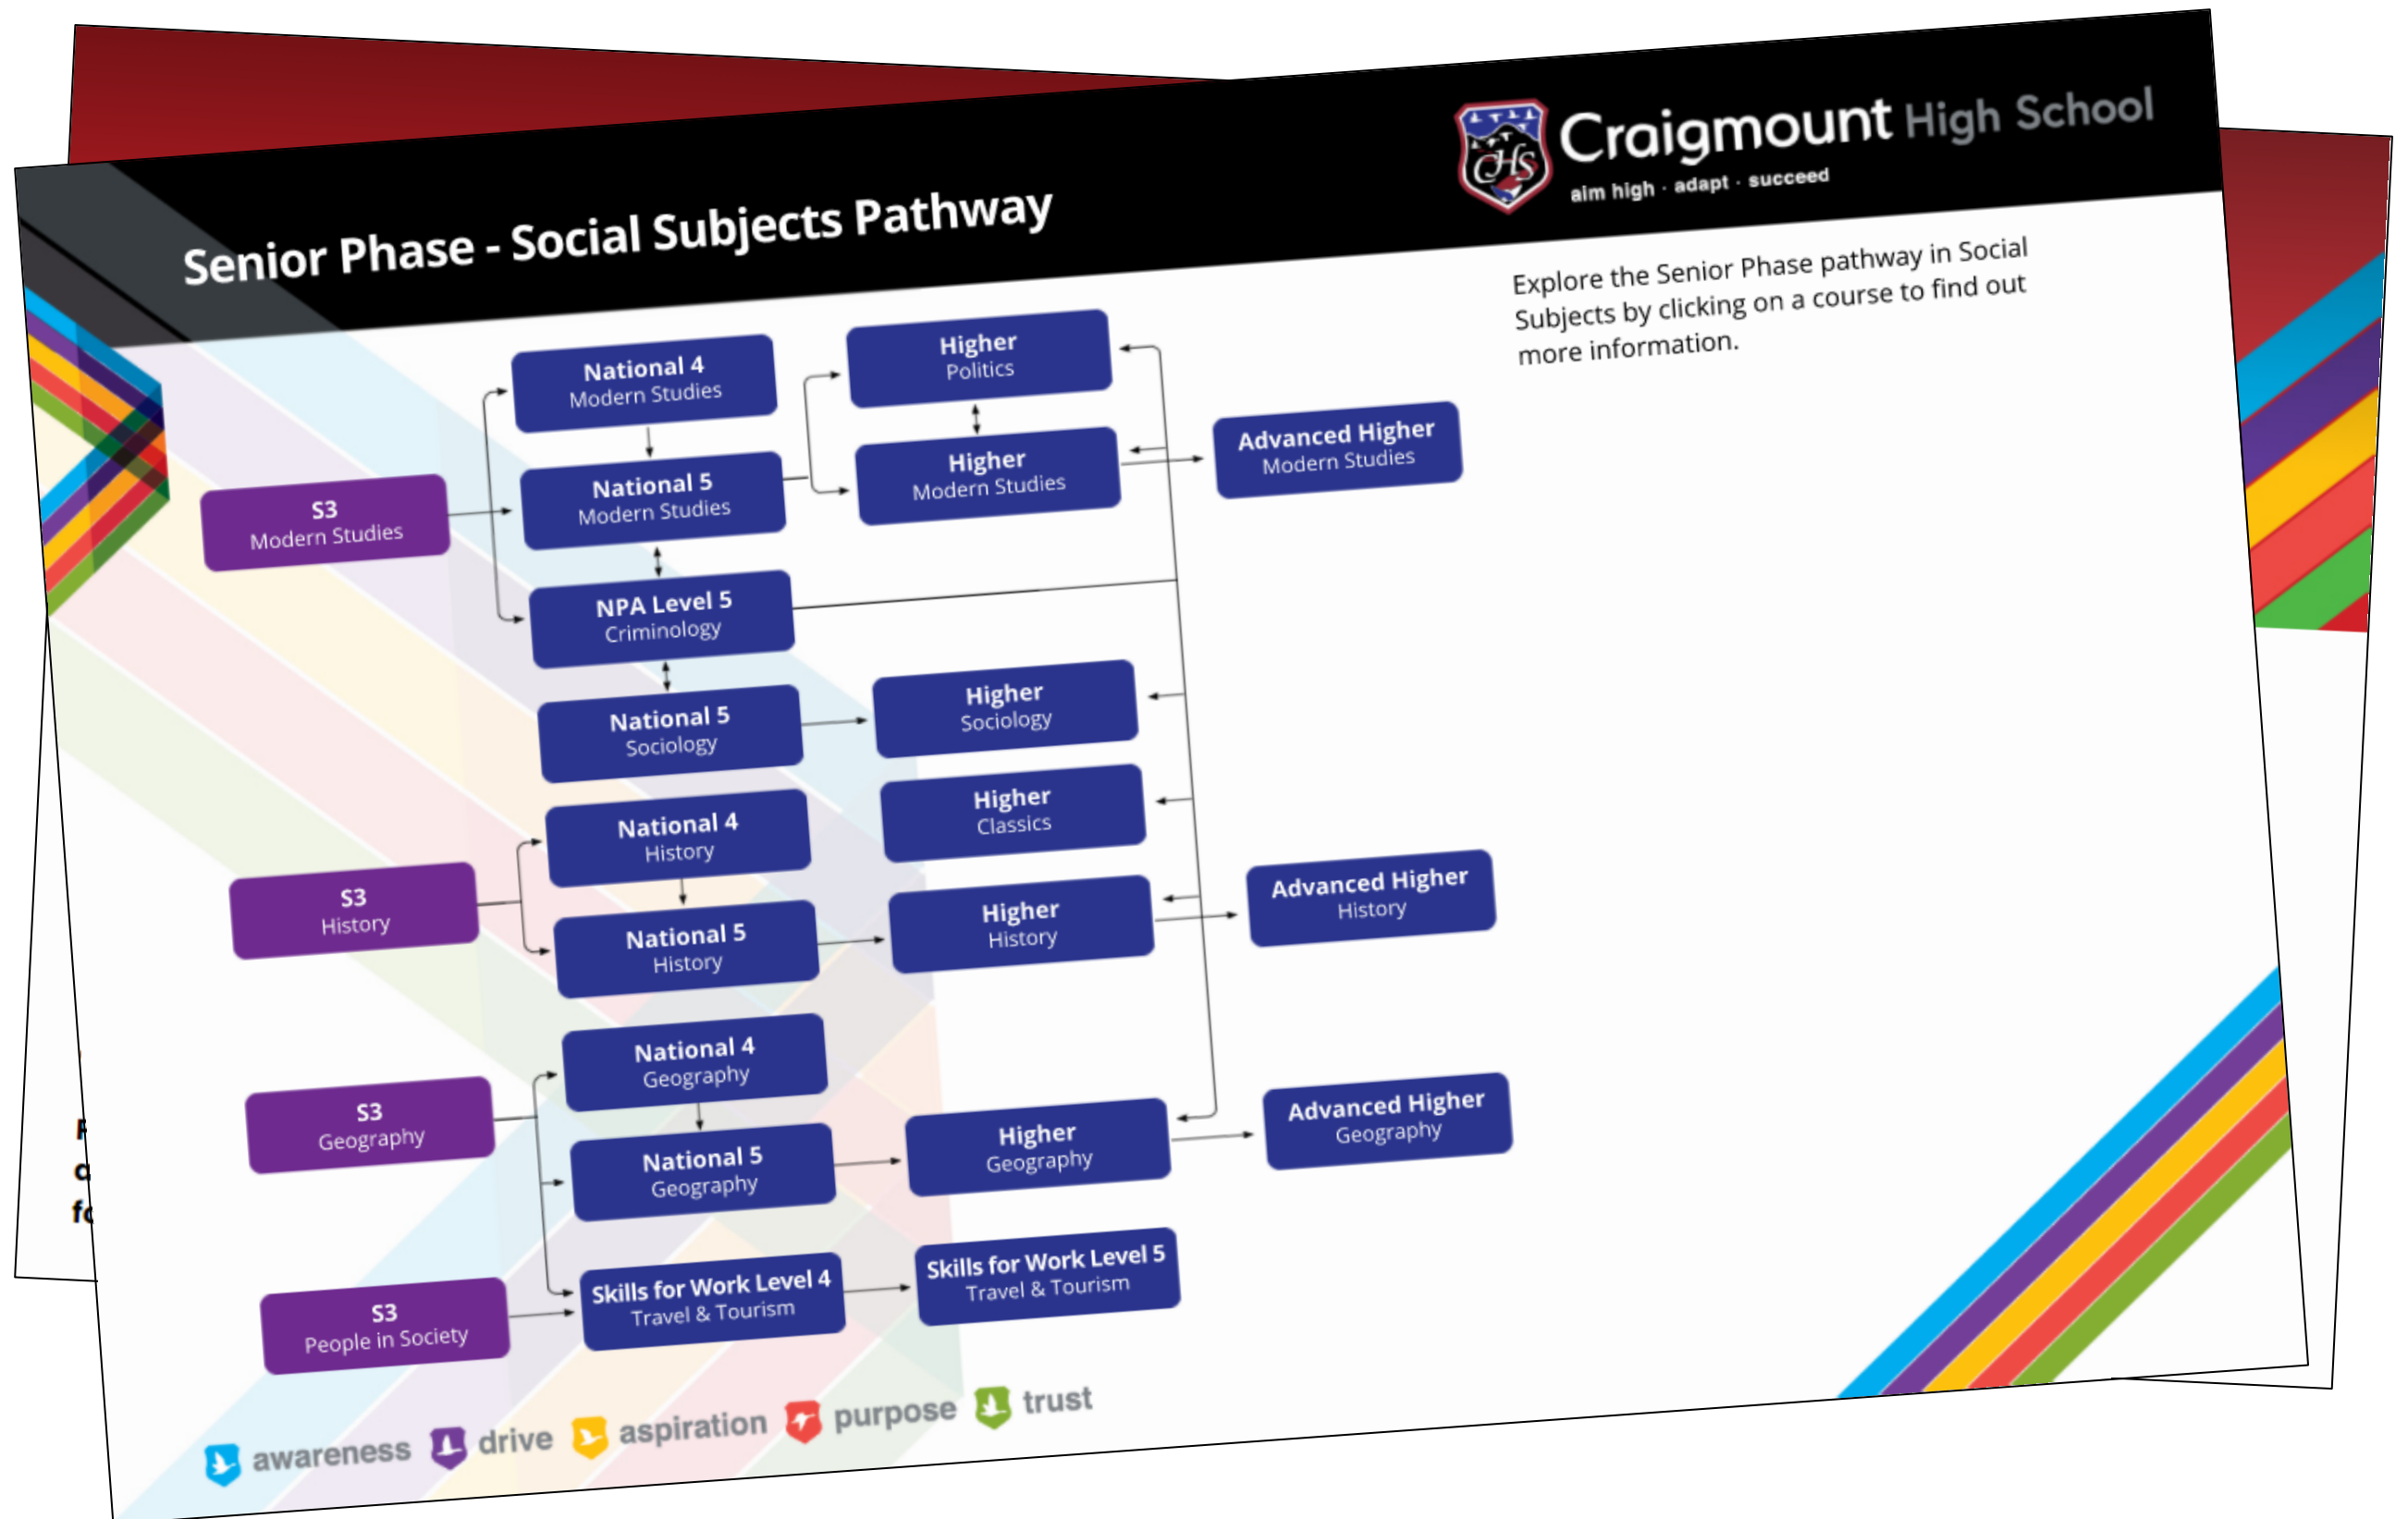 Craigmount High School
aim high · adapt · succeed
CHS
Senior Phase - Social Subjects Pathway
Explore the Senior Phase pathway in Social
Subjects by clicking on a course to find out
more information.
S3
Modern Studies
National 4
Modern Studies
National 5
Modern Studies
NPA Level 5
Criminology
National 5
Sociology
Higher
Politics
Higher
Modern Studies
Advanced Higher
Modern Studies
Higher
Sociology
Higher
Classics
S3
History
National 4
History
National 5
History
Higher
History
Advanced Higher
History
S3
Geography
National 4
Geography
National 5
Geography
Higher
Geography
Advanced Higher
Geography
S3
People in Society
Skills for Work Level 4
Travel & Tourism
Skills for Work Level 5
Travel & Tourism
awareness drive aspiration purpose trust